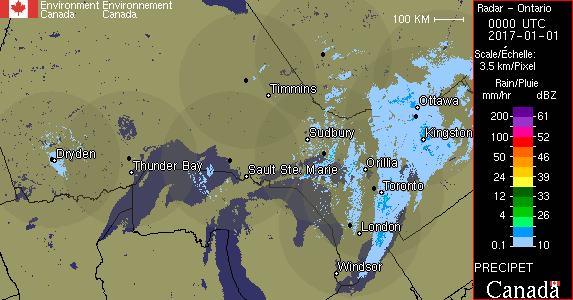 Environment Environnement
Canada Canada
Radar - Ontario
0000 UTC
2017-01-01
100 KM
Scale/Échelle:
3.5 km/Pixel
Rain/Pluie
mm/hr dBZ
200 61
100 52
50 46
24 39
12 33
4 26
0.1 10
Timmins
Ottawa
Sudbury
Kingston
Dryden
Thunder Bay
Sault Ste. Marie
Orillia
Toronto
London
Windsor
PRECIPET
Canada